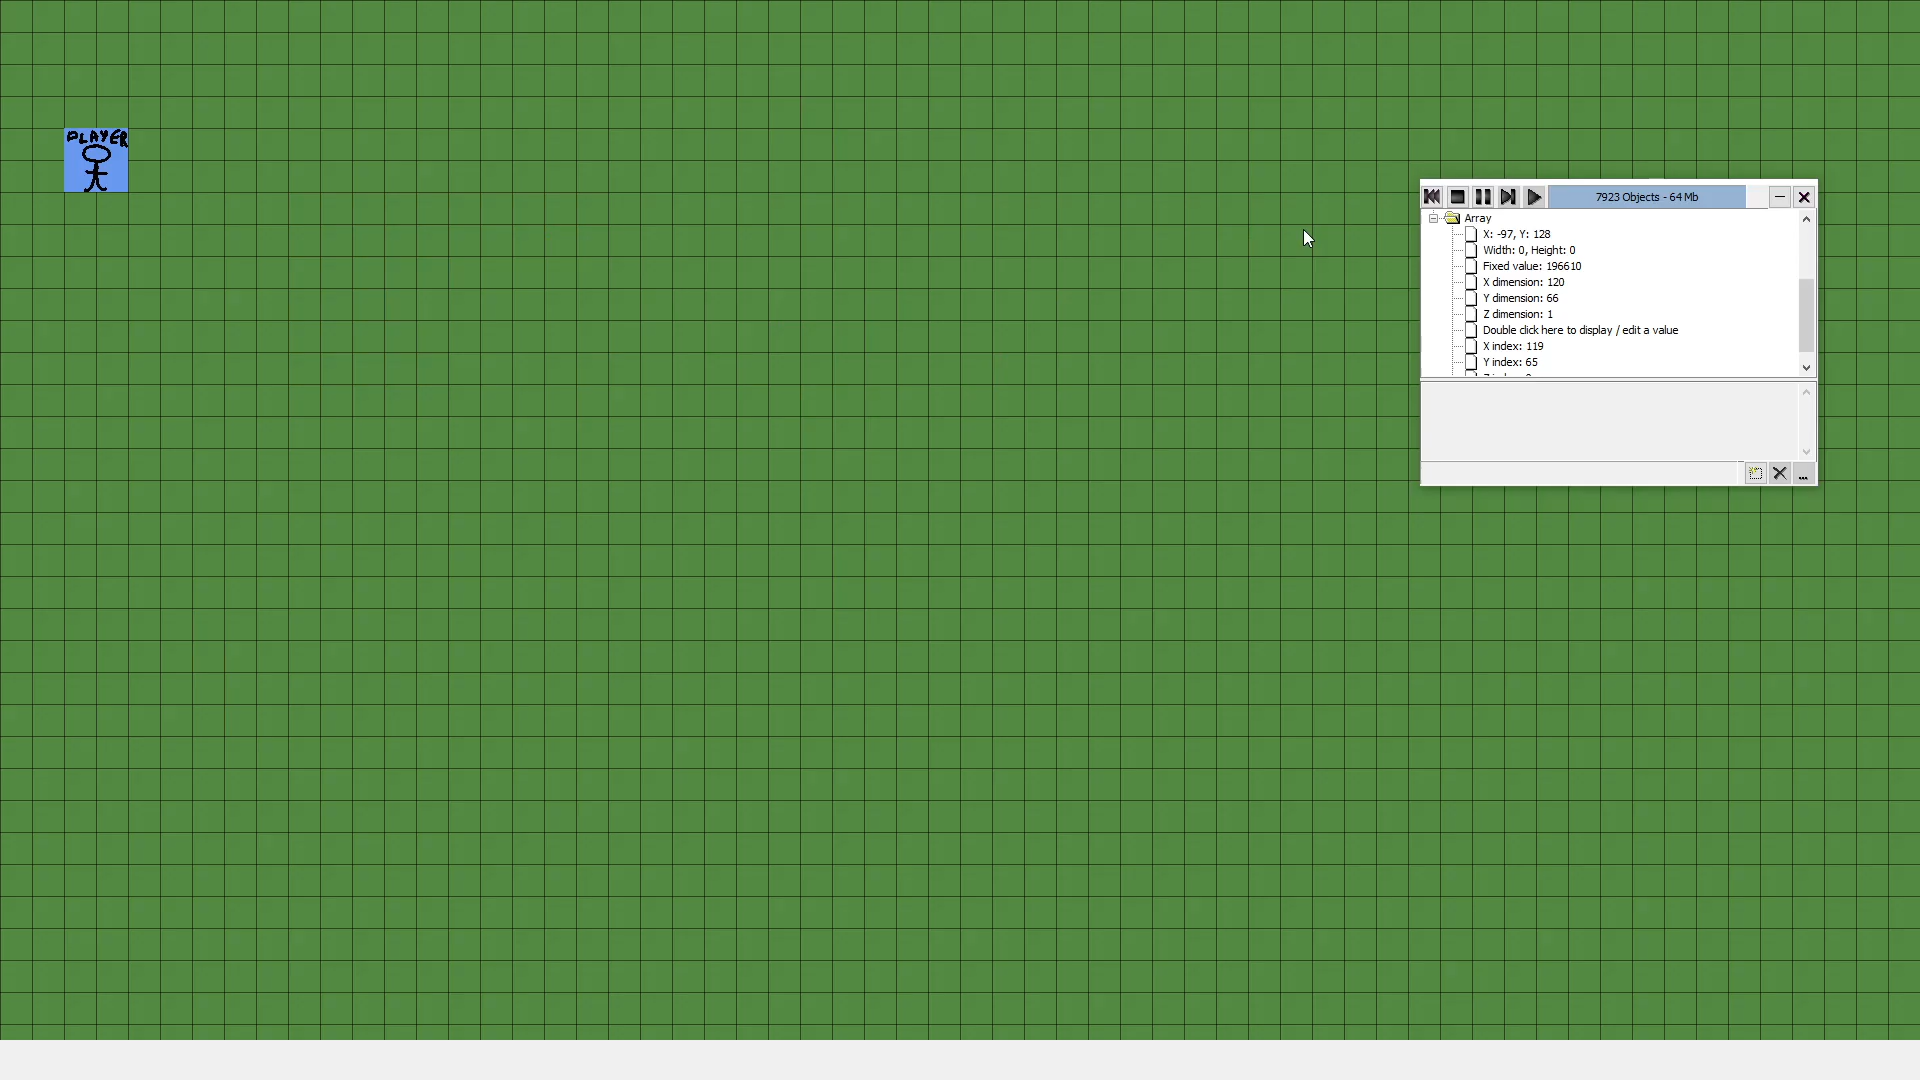 PLAYER
7923 Objects - 64 Mb
Array
X: -97, Y: 128
Width: 0, Height: 0
Fixed value: 196610
X dimension: 120
Y dimension: 66
Z dimension: 1
Double click here to display / edit a value
X index: 119
Y index: 65
...